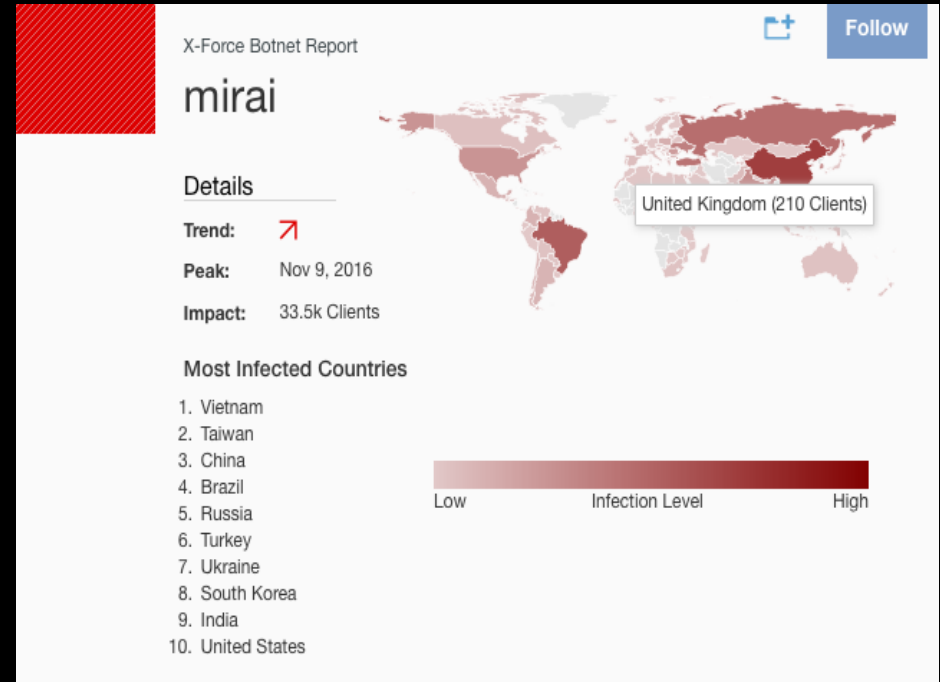 X-Force Botnet Report
Follow
mirai
Details
Trend:
Peak: Nov 9, 2016
Impact: 33.5k Clients
United Kingdom (210 Clients)
Most Infected Countries
1. Vietnam
2. Taiwan
3. China
4. Brazil
5. Russia
6. Turkey
7. Ukraine
8. South Korea
9. India
10. United States
Low Infection Level High